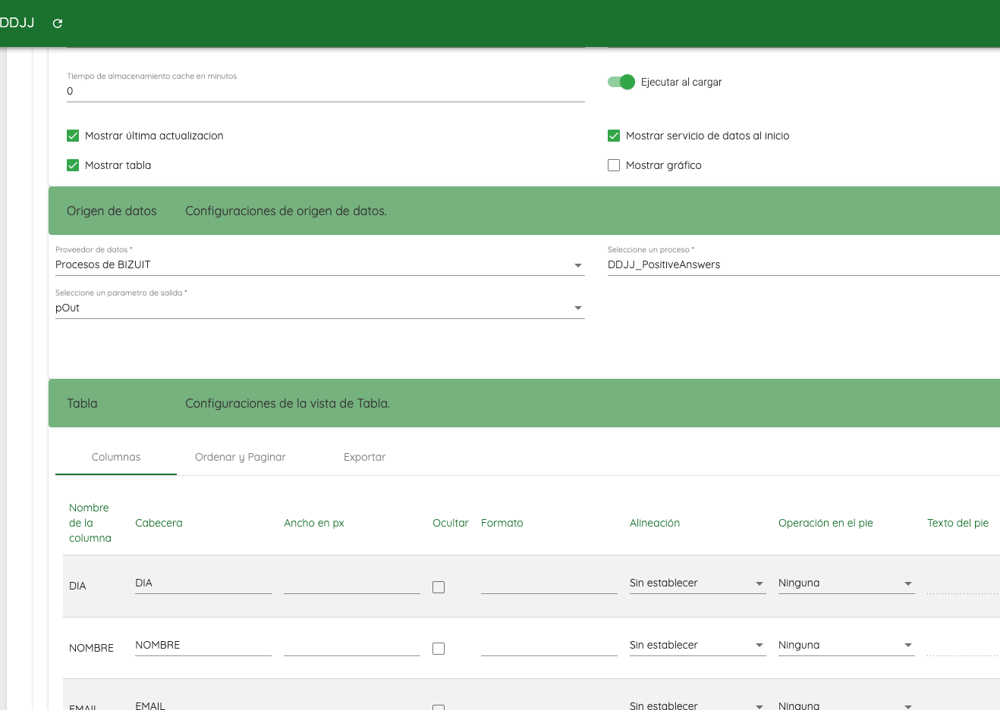 DDJJ
Tiempo de almacenamiento cache en minutos
0
Ejecutar al cargar
Mostrar última actualizacion
Mostrar servicio de datos al inicio
Mostrar tabla
Mostrar gráfico
Origen de datos Configuraciones de origen de datos.
Proveedor de datos *
Procesos de BIZUIT
Seleccione un proceso *
DDJJ_PositiveAnswers
Seleccione un parametro de salida *
pOut
Tabla Configuraciones de la vista de Tabla.
Columnas Ordenar y Paginar Exportar
Nombre
de la
columna
Cabecera Ancho en px Ocultar Formato Alineación Operación en el pie Texto del pie
DIA DIA Sin establecer Ninguna
NOMBRE NOMBRE Sin establecer Ninguna
EMAIL EMAIL Sin establecer Ninguna